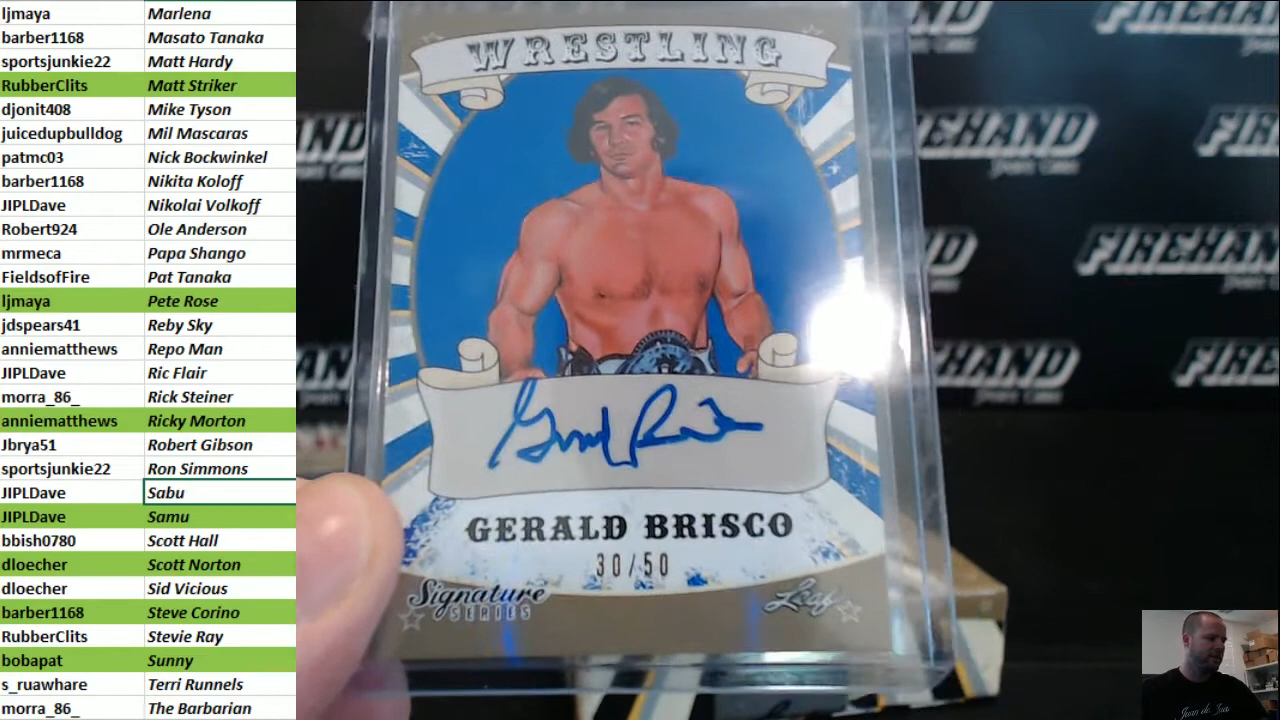 ljmaya Marlena
barber1168 Masato Tanaka
sportsjunkie22 Matt Hardy
RubberClits Matt Striker
djonit408 Mike Tyson
juicedupbulldog Mil Mascaras
patmc03 Nick Bockwinkel
barber1168 Nikita Koloff
JIPLDave Nikolai Volkoff
Robert924 Ole Anderson
mrmeca Papa Shango
FieldsofFire Pat Tanaka
ljmaya Pete Rose
jdspears41 Reby Sky
anniematthews Repo Man
JIPLDave Ric Flair
morra_86_ Rick Steiner
anniematthews Ricky Morton
Jbrya51 Robert Gibson
sportsjunkie22 Ron Simmons
JIPLDave Sabu
JIPLDave Samu
bbish0780 Scott Hall
dloecher Scott Norton
dloecher Sid Vicious
barber1168 Steve Corino
RubberClits Stevie Ray
bobapat Sunny
s_ruawhare Terri Runnels
morra_86_ The Barbarian
WRESTLING
GERALD BRISCO
30/50
Signature
SERIES
Leaf
FIREHAND
FIREHAND
FIREHAND